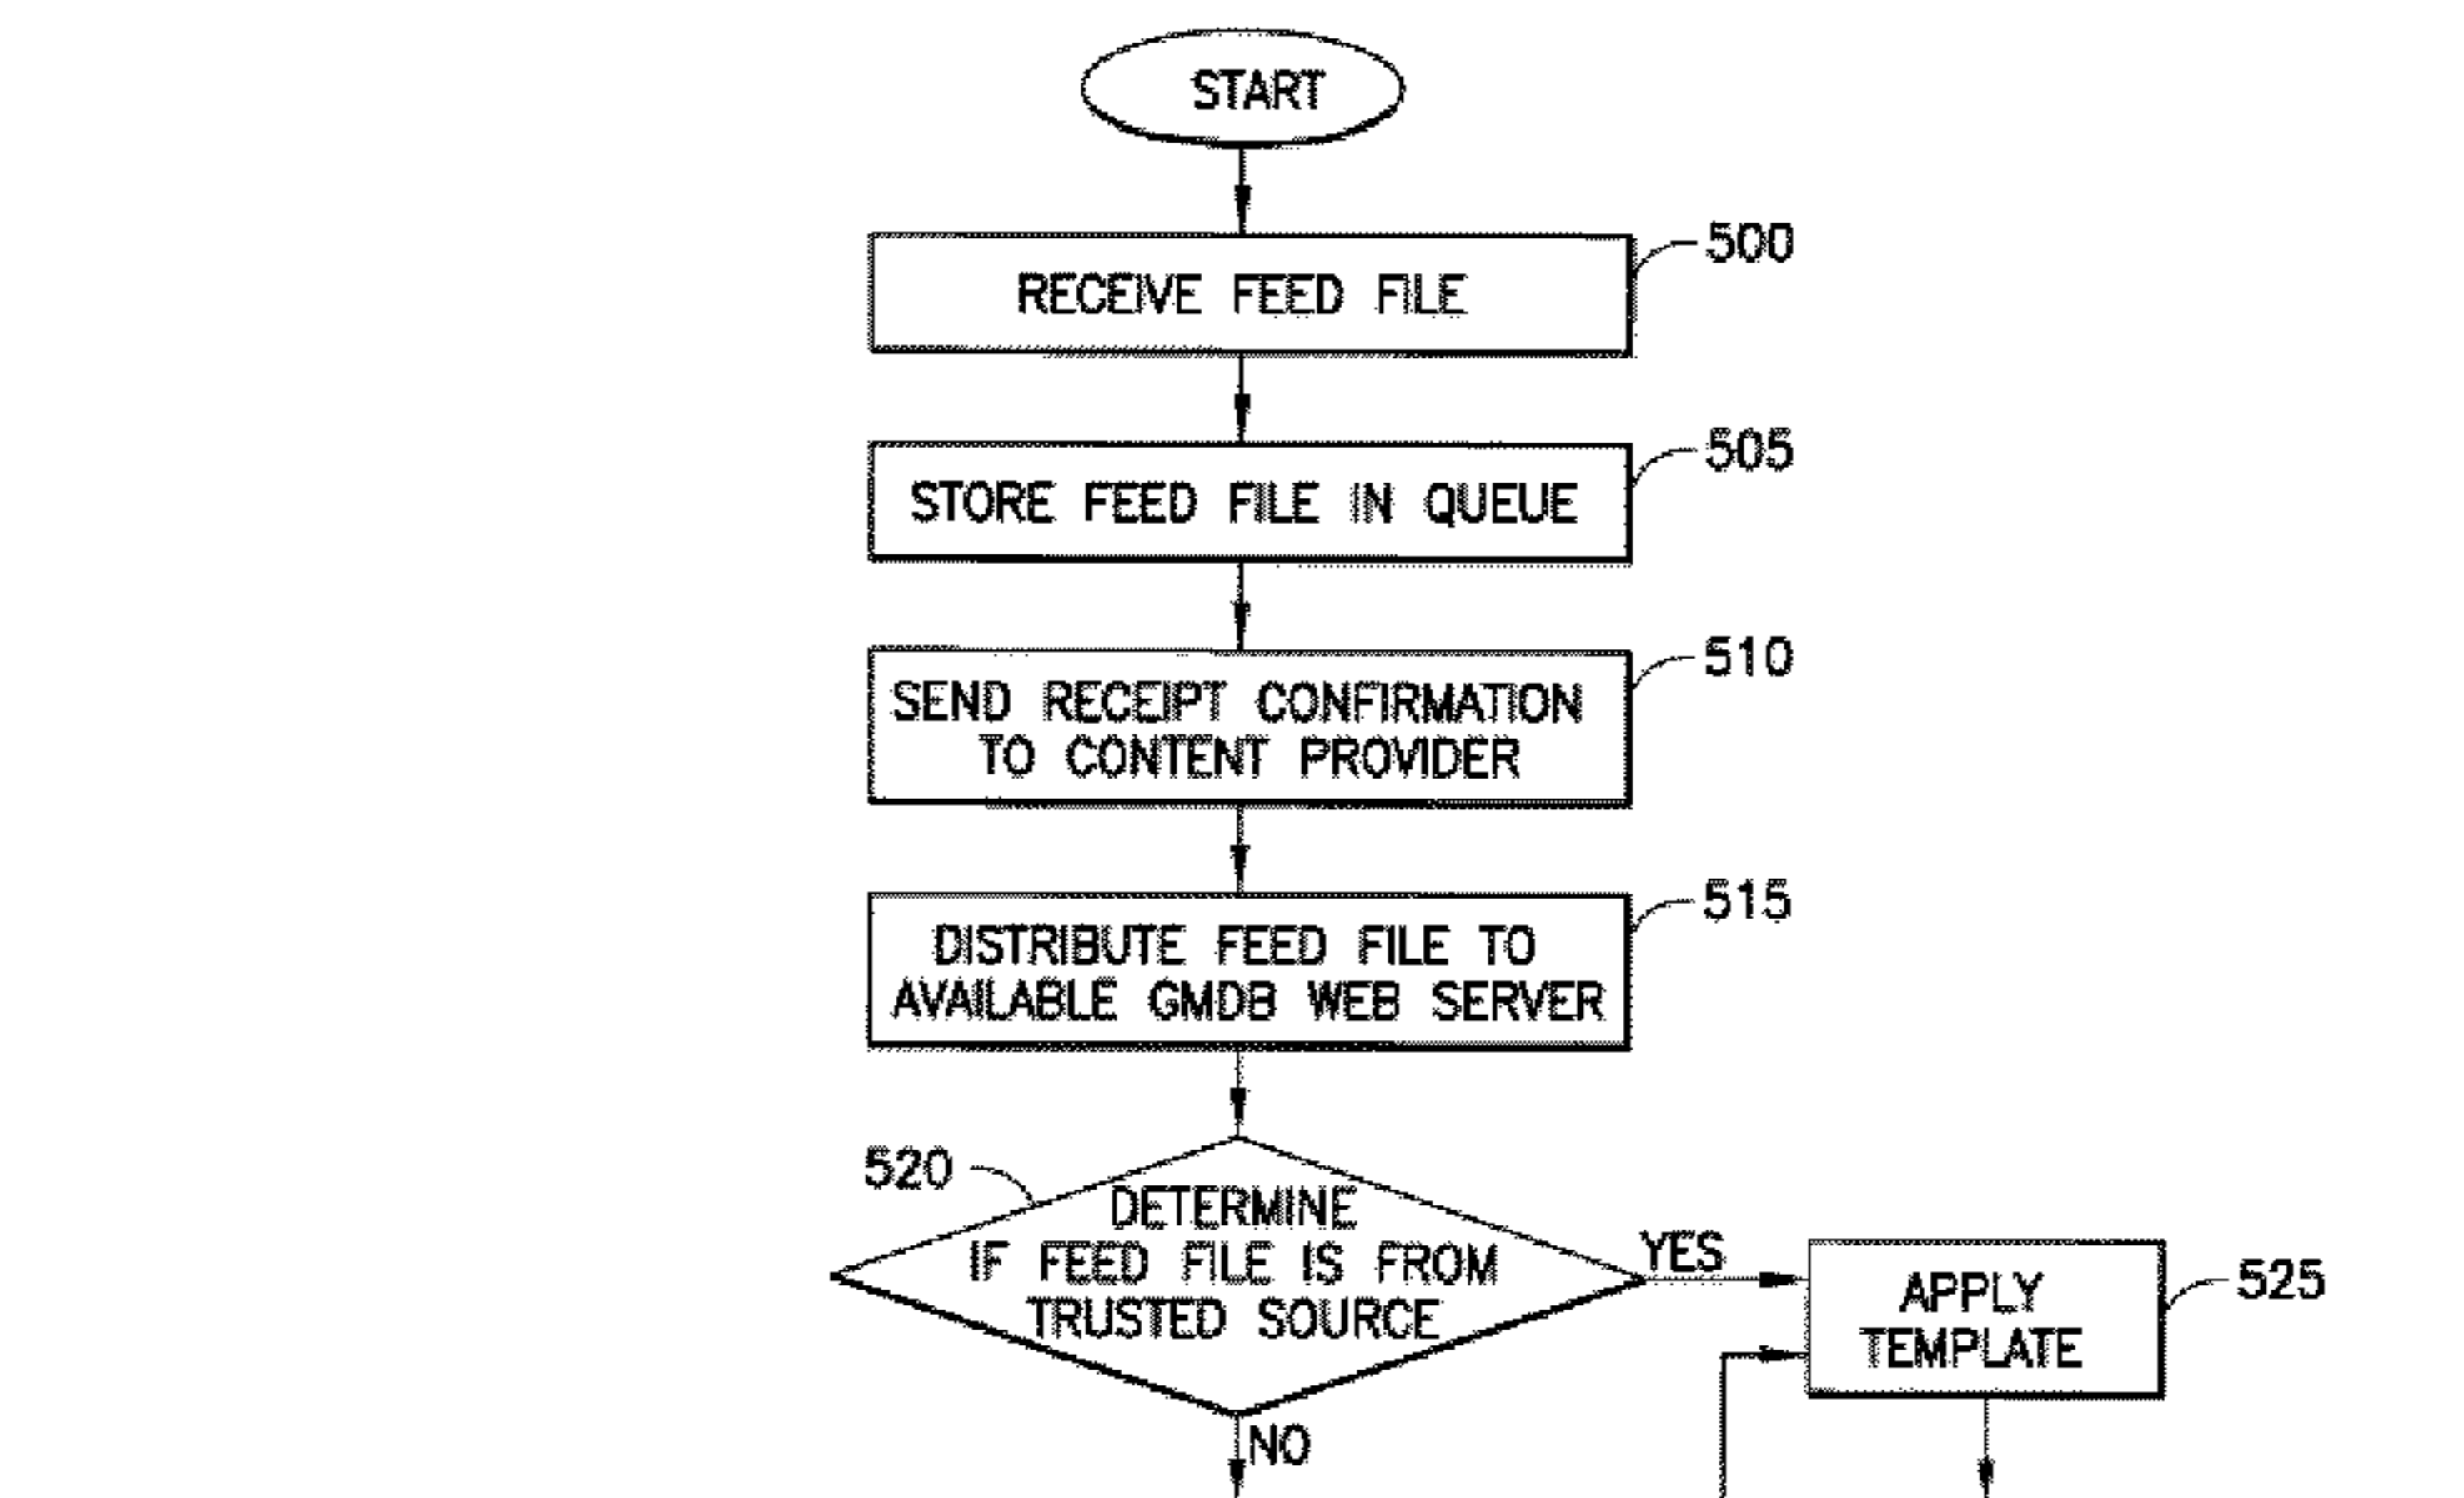 START
RECEIVE FEED FILE
500
STORE FEED FILE IN QUEUE
505
SEND RECEIPT CONFIRMATION
TO CONTENT PROVIDER
510
DISTRIBUTE FEED FILE TO
AVAILABLE GMDB WEB SERVER
515
520
DETERMINE
IF FEED FILE IS FROM
TRUSTED SOURCE
YES
APPLY
TEMPLATE
525
NO